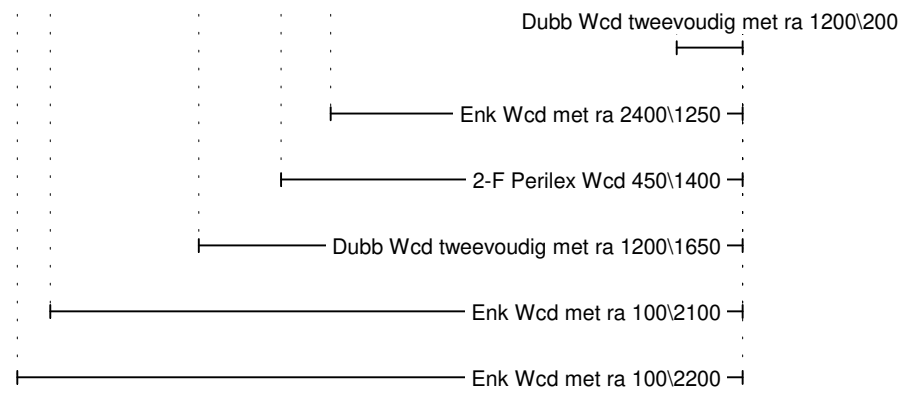 Dubb Wcd tweevoudig met ra 1200\200
Enk Wcd met ra 2400\1250
2-F Perilex Wcd 450\1400
Dubb Wcd tweevoudig met ra 1200\1650
Enk Wcd met ra 100\2100
Enk Wcd met ra 100\2200